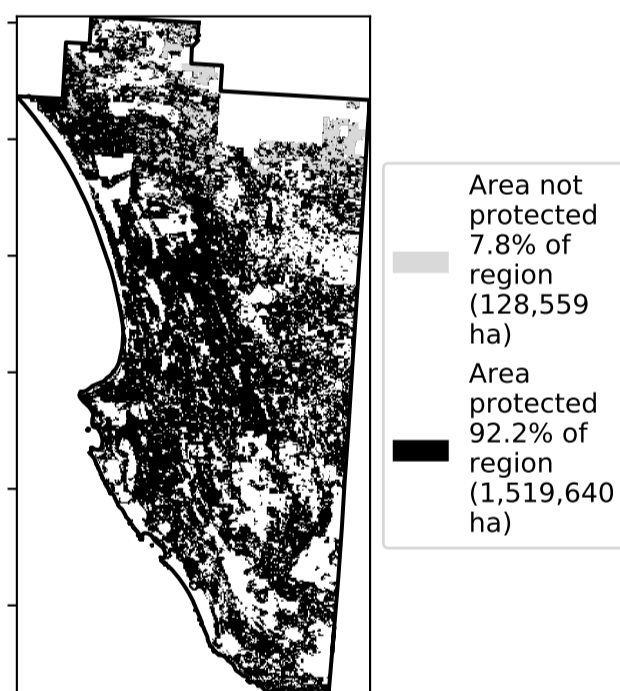 Area not
protected
7.8% of
region
(128,559
ha)
Area
protected
92.2% of
region
(1,519,640
ha)